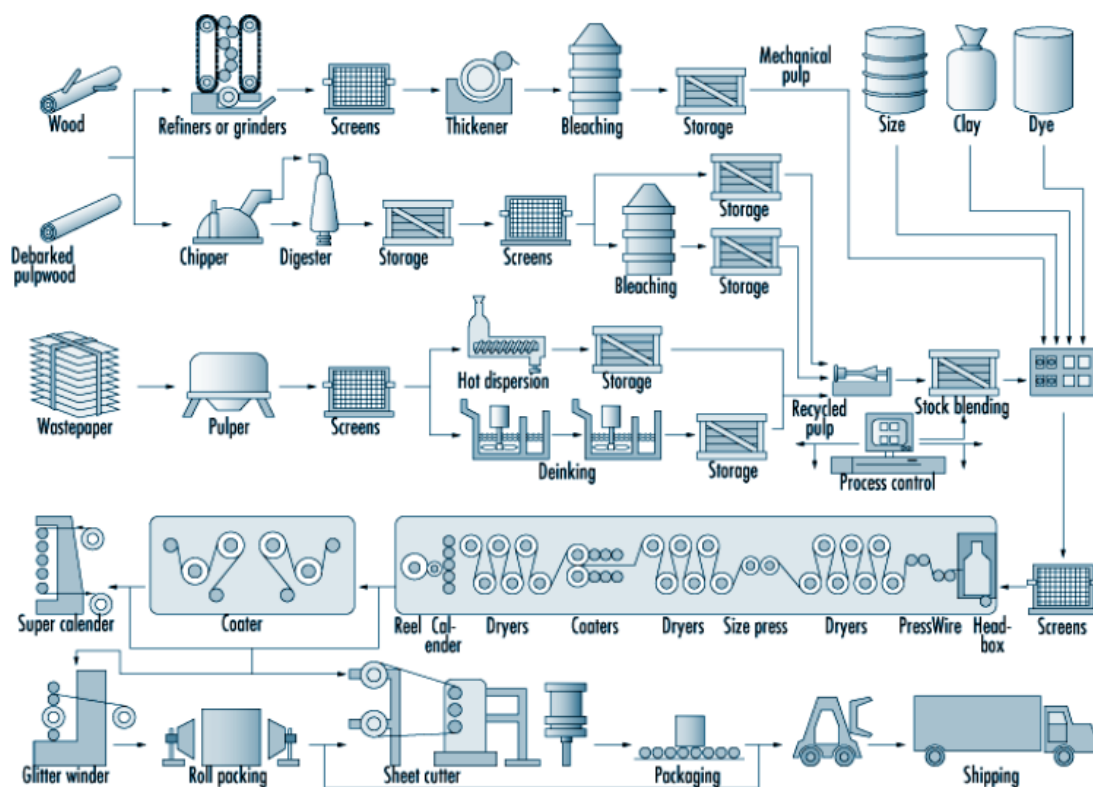 Mechanical
pulp
Wood
Refiners or grinders
Screens
Thickener
Bleaching
Storage
Size
Clay
Dye
Debarked
pulpwood
Chipper
Digester
Storage
Screens
Bleaching
Storage
Storage
Wastepaper
Pulper
Screens
Hot dispersion
Storage
Deinking
Storage
Recycled
pulp
Stock blending
Process control
Super calender
Coater
Reel
Cal-
ender
Dryers
Coaters
Dryers
Size press
Dryers
Press
Wire
Head-
box
Screens
Glitter winder
Roll packing
Sheet cutter
Packaging
Shipping